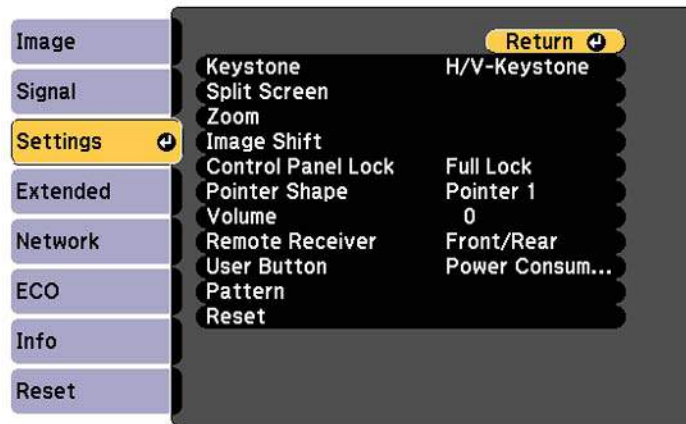 Image
Signal
Settings
Extended
Network
ECO
Info
Reset
Return
Keystone H/V-Keystone
Split Screen
Zoom
Image Shift
Control Panel Lock Full Lock
Pointer Shape Pointer 1
Volume 0
Remote Receiver Front/Rear
User Button Power Consum...
Pattern
Reset